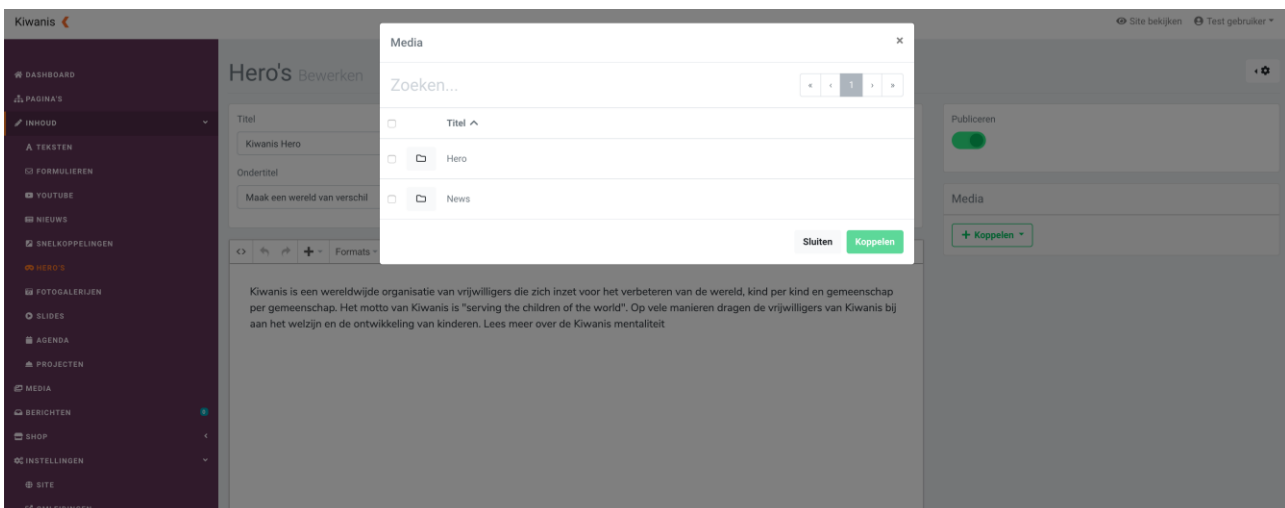 Kiwanis
Site bekijken
Test gebruiker
DASHBOARD
PAGINA'S
INHOUD
TEKSTEN
FORMULIEREN
YOUTUBE
NIEUWS
SNELKOPPELINGEN
HERO'S
FOTOGALERIJEN
SLIDES
AGENDA
PROJECTEN
MEDIA
BERICHTEN
SHOP
INSTELLINGEN
SITE
Hero's Bewerken
Titel
Kiwanis Hero
Ondertitel
Maak een wereld van verschil
Formats
Kiwanis is een wereldwijde organisatie van vrijwilligers die zich inzet voor het verbeteren van de wereld, kind per kind en gemeenschap
per gemeenschap. Het motto van Kiwanis is "serving the children of the world". Op vele manieren dragen de vrijwilligers van Kiwanis bij
aan het welzijn en de ontwikkeling van kinderen. Lees meer over de Kiwanis mentaliteit
Media ×
Zoeken...
« ‹ 1 › »
Titel
Hero
News
Sluiten Koppelen
Publiceren
Media
+ Koppelen